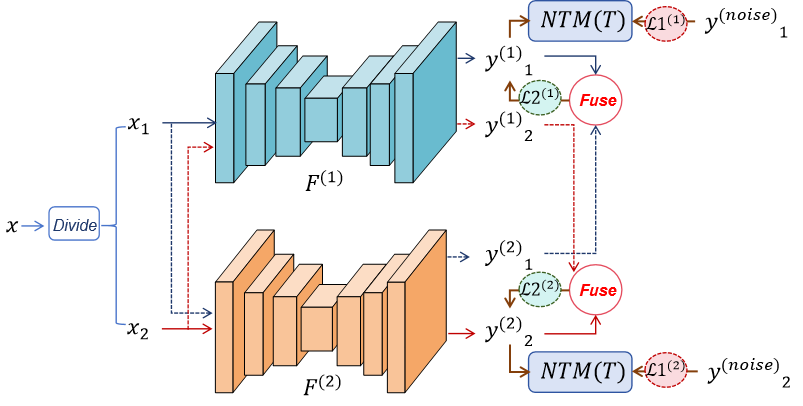 NTM(T) ℒ1⁽¹⁾ y⁽ⁿᵒⁱˢᵉ⁾₁
y⁽¹⁾₁
ℒ2⁽¹⁾ Fuse
x₁ y⁽¹⁾₂
F⁽¹⁾
x Divide
y⁽²⁾₁
ℒ2⁽²⁾ Fuse
x₂ y⁽²⁾₂
F⁽²⁾
NTM(T) ℒ1⁽²⁾ y⁽ⁿᵒⁱˢᵉ⁾₂